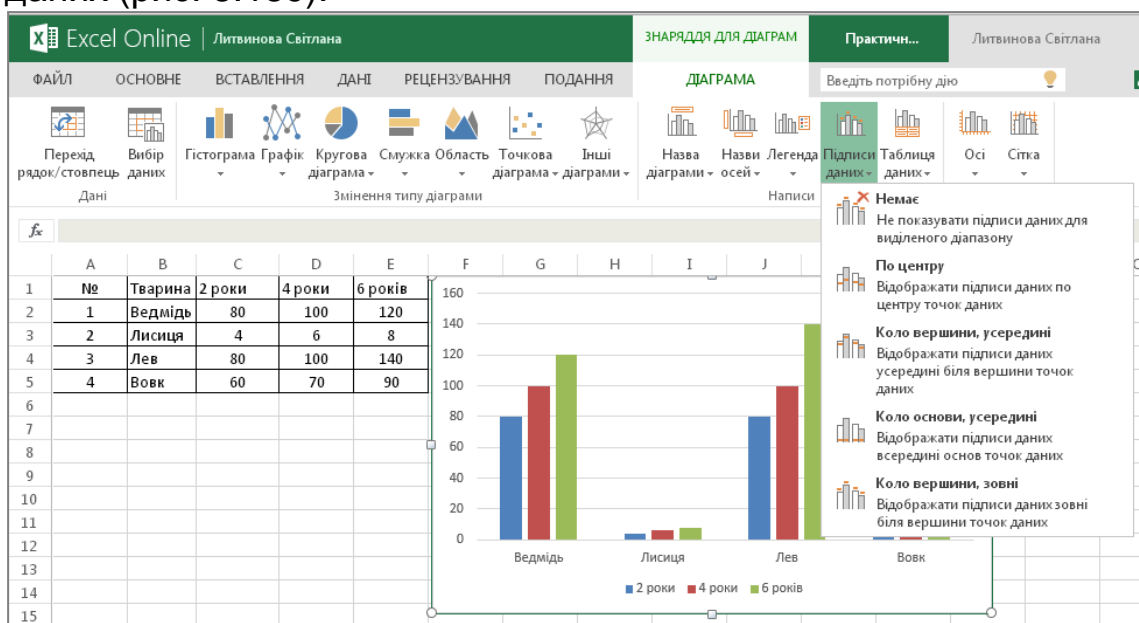 Excel Online | Литвинова Світлана
ЗНАРЯДДЯ ДЛЯ ДІАГРАМ
Практичн...
Литвинова Світлана
ФАЙЛ ОСНОВНЕ ВСТАВЛЕННЯ ДАНІ РЕЦЕНЗУВАННЯ ПОДАННЯ ДІАГРАМА
Введіть потрібну дію
Перехід рядок/стовпець
Вибір даних
Гістограма
Графік
Кругова діаграма
Смужка
Область
Точкова діаграма
Інші діаграми
Назва діаграми
Назви осей
Легенда
Підписи даних
Таблиця даних
Осі
Сітка
Дані
Змінення типу діаграми
Написи
Немає
Не показувати підписи даних для
виділеного діапазону
По центру
Відображати підписи даних по
центру точок даних
Коло вершини, усередині
Відображати підписи даних
усередині біля вершини точок
даних
Коло основи, усередині
Відображати підписи даних
всередині основ точок даних
Коло вершини, зовні
Відображати підписи даних зовні
біля вершини точок даних
fx
A B C D E F G H I J
1 № Тварина 2 роки 4 роки 6 років
2 1 Ведмідь 80 100 120
3 2 Лисиця 4 6 8
4 3 Лев 80 100 140
5 4 Вовк 60 70 90
6
7
8
9
10
11
12
13
14
15
160
140
120
100
80
60
40
20
0
Ведмідь Лисиця Лев Вовк
2 роки 4 роки 6 років